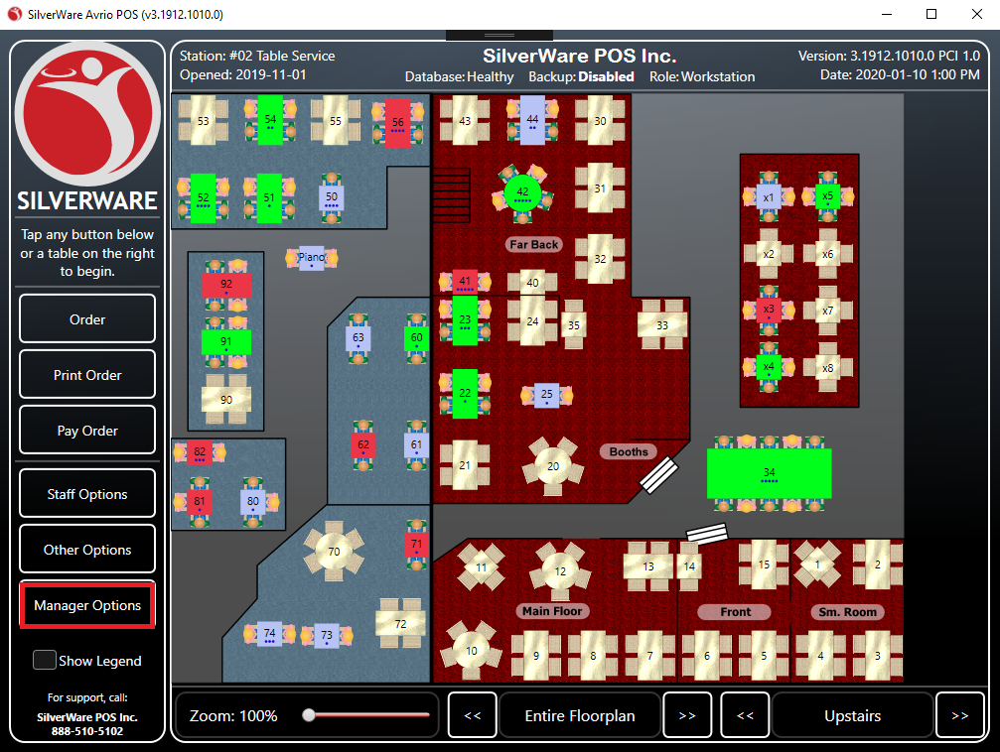 SilverWare Avrio POS (v3.1912.1010.0)
Station: #02 Table Service
Opened: 2019-11-01
SilverWare POS Inc.
Database: Healthy Backup: Disabled Role: Workstation
Version: 3.1912.1010.0 PCI 1.0
Date: 2020-01-10 1:00 PM
SILVERWARE
Tap any button below
or a table on the right
to begin.
Order
Print Order
Pay Order
Staff Options
Other Options
Manager Options
Show Legend
For support, call:
SilverWare POS Inc.
888-510-5102
53 54 55 56
52 51 50
Piano
92
91
90
82
81 80
63 60
62 61
70 71
72
74 73
43 44 30
42 31
Far Back
32
41 40
23 24 35 33
22 25
21 20
Booths
x1 x5
x2 x6
x3 x7
x4 x8
34
11 12 13 14 15 1 2
Main Floor Front Sm. Room
10 9 8 7 6 5 4 3
Zoom: 100%
<< Entire Floorplan >>
<< Upstairs >>